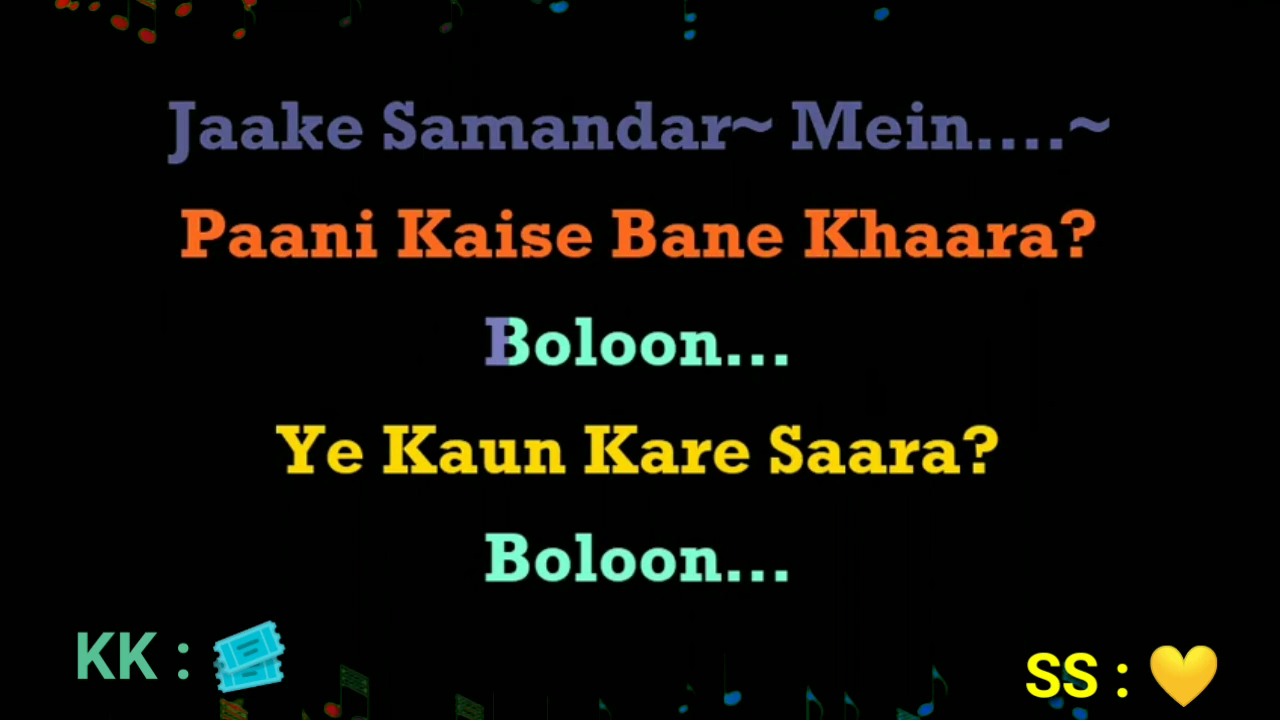 Jaake Samandar~ Mein....~
Paani Kaise Bane Khaara?
Boloon...
Ye Kaun Kare Saara?
Boloon...
KK : 🎟️
SS : 💛